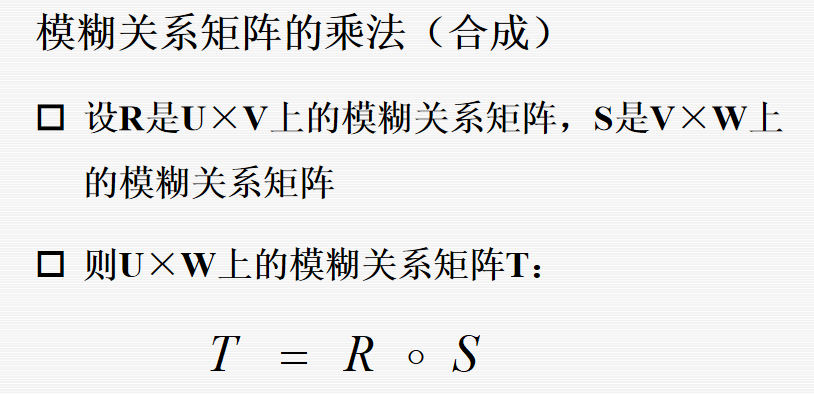 模糊关系矩阵的乘法（合成）
设R是U×V上的模糊关系矩阵，S是V×W上
的模糊关系矩阵
则U×W上的模糊关系矩阵T：
T = R ∘ S